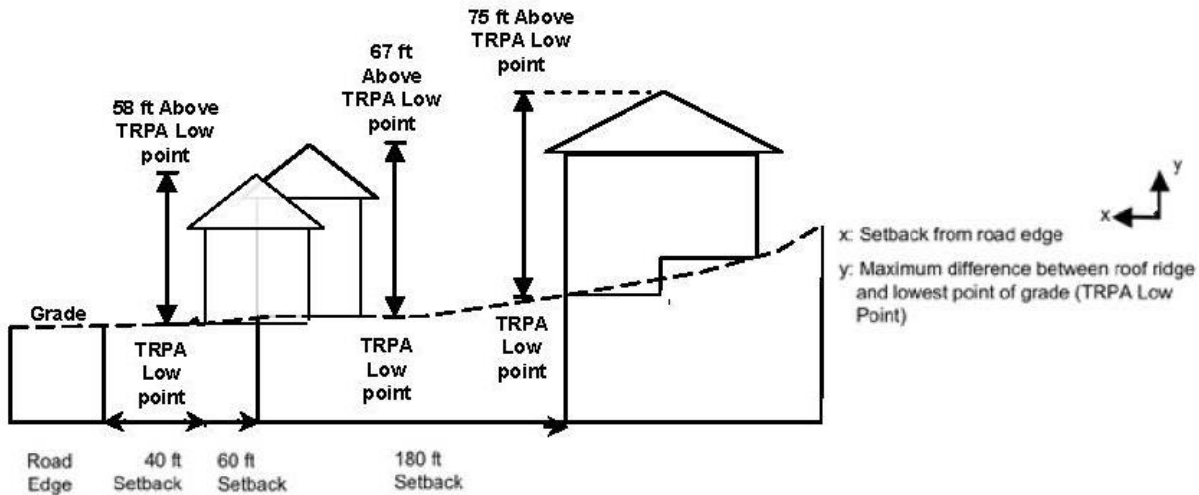 75 ft Above
TRPA Low
point
67 ft
Above
TRPA Low
point
58 ft Above
TRPA Low
point
y
x
x: Setback from road edge
y: Maximum difference between roof ridge
and lowest point of grade (TRPA Low
Point)
Grade
TRPA
Low
point
TRPA
Low
point
TRPA
Low
point
Road
Edge
40 ft
Setback
60 ft
Setback
180 ft
Setback